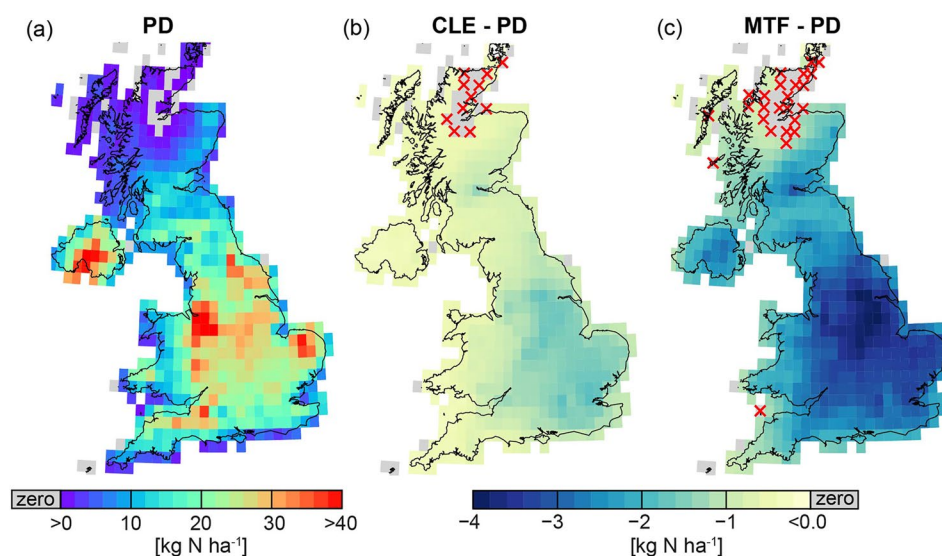 (a) PD (b) CLE - PD (c) MTF - PD
zero >0 10 20 30 >40 −4 −3 −2 −1 <0.0 zero
[kg N ha⁻¹] [kg N ha⁻¹]